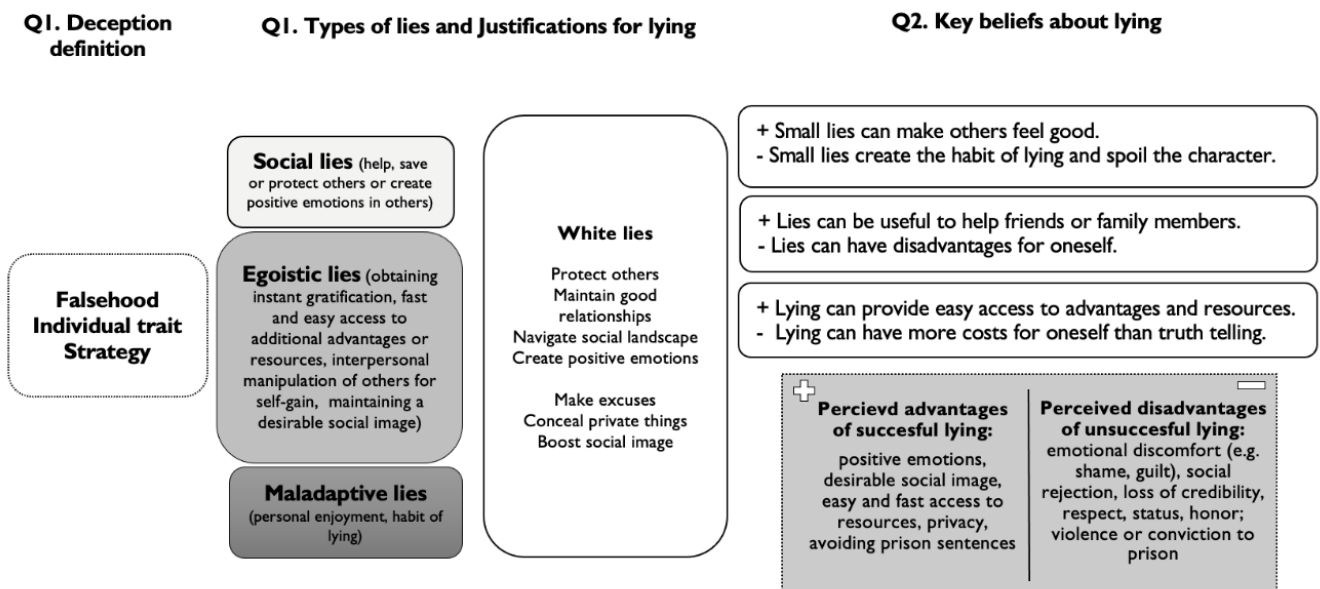 Q1. Deception
definition
Q1. Types of lies and Justifications for lying
Q2. Key beliefs about lying
Falsehood
Individual trait
Strategy
Social lies (help, save
or protect others or create
positive emotions in others)
Egoistic lies (obtaining
instant gratification, fast
and easy access to
additional advantages or
resources, interpersonal
manipulation of others for
self-gain, maintaining a
desirable social image)
Maladaptive lies
(personal enjoyment, habit of
lying)
White lies
Protect others
Maintain good
relationships
Navigate social landscape
Create positive emotions
Make excuses
Conceal private things
Boost social image
+ Small lies can make others feel good.
- Small lies create the habit of lying and spoil the character.
+ Lies can be useful to help friends or family members.
- Lies can have disadvantages for oneself.
+ Lying can provide easy access to advantages and resources.
- Lying can have more costs for oneself than truth telling.
Percievd advantages
of succesful lying:
positive emotions,
desirable social image,
easy and fast access to
resources, privacy,
avoiding prison sentences
Perceived disadvantages
of unsuccesful lying:
emotional discomfort (e.g.
shame, guilt), social
rejection, loss of credibility,
respect, status, honor;
violence or conviction to
prison